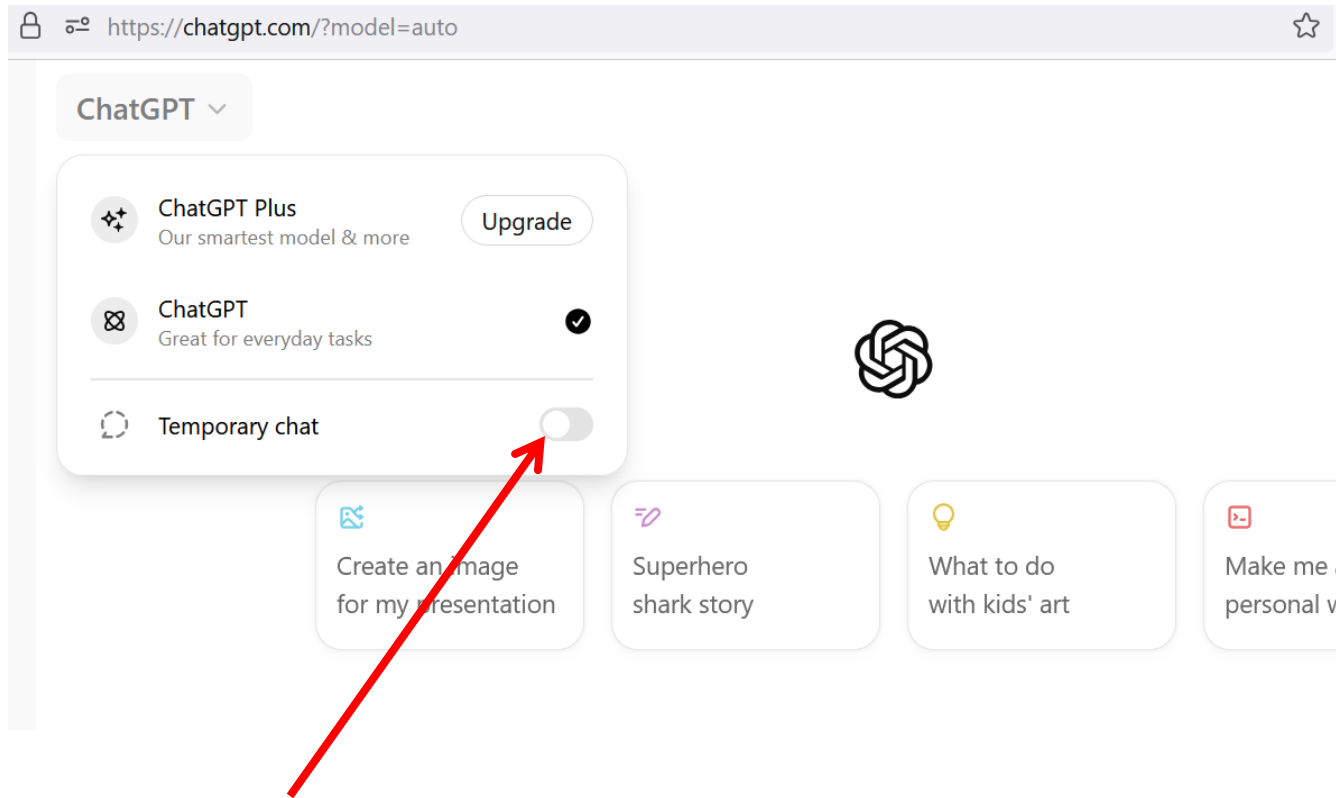 https://chatgpt.com/?model=auto
ChatGPT
ChatGPT Plus
Our smartest model & more
Upgrade
ChatGPT
Great for everyday tasks
Temporary chat
Create an image
for my presentation
Superhero
shark story
What to do
with kids' art
Make me
personal